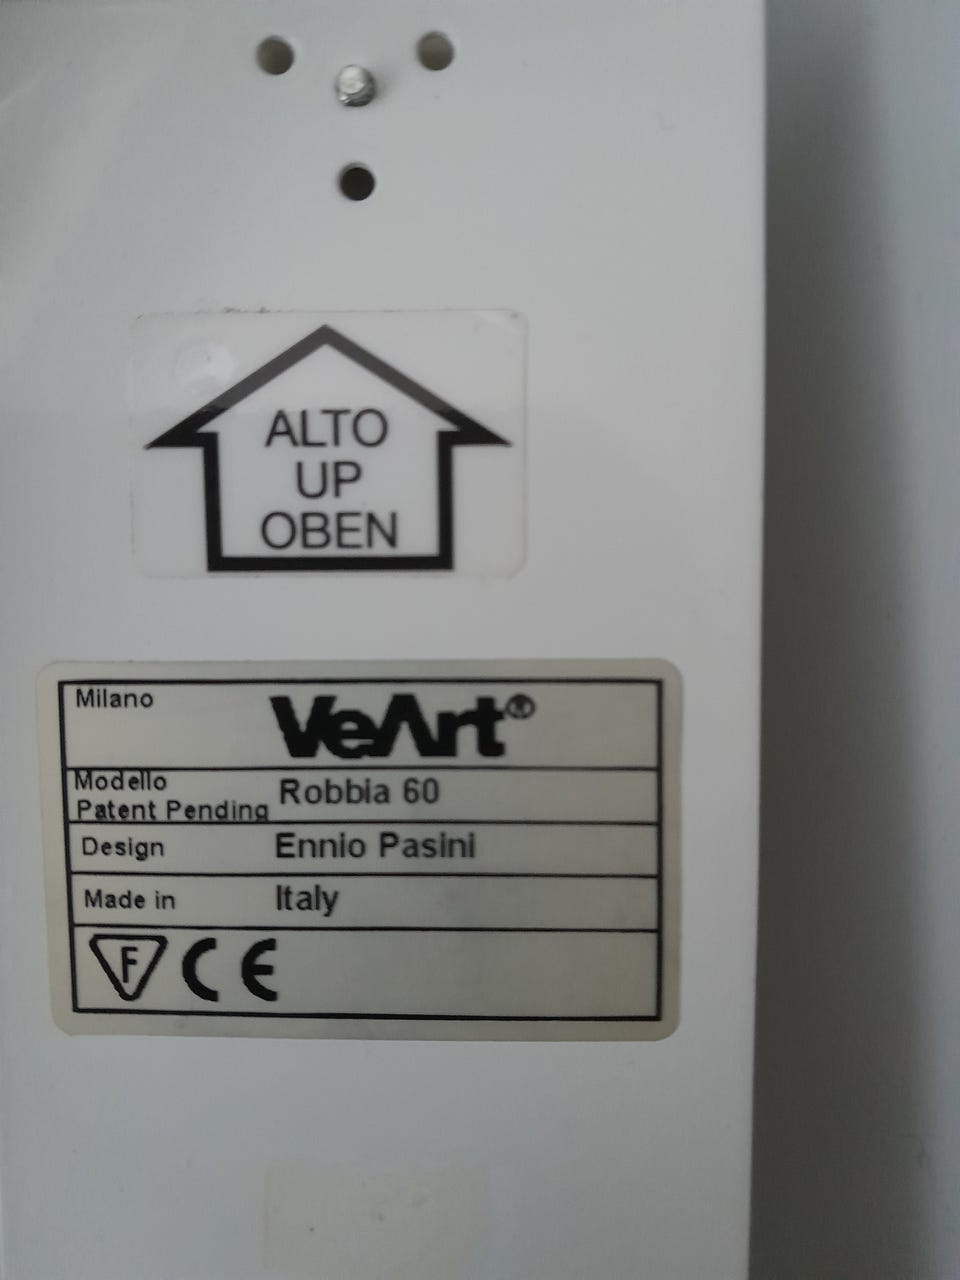 ALTO
UP
OBEN
Milano VeArt®
Modello
Patent Pending Robbia 60
Design Ennio Pasini
Made in Italy
F CE